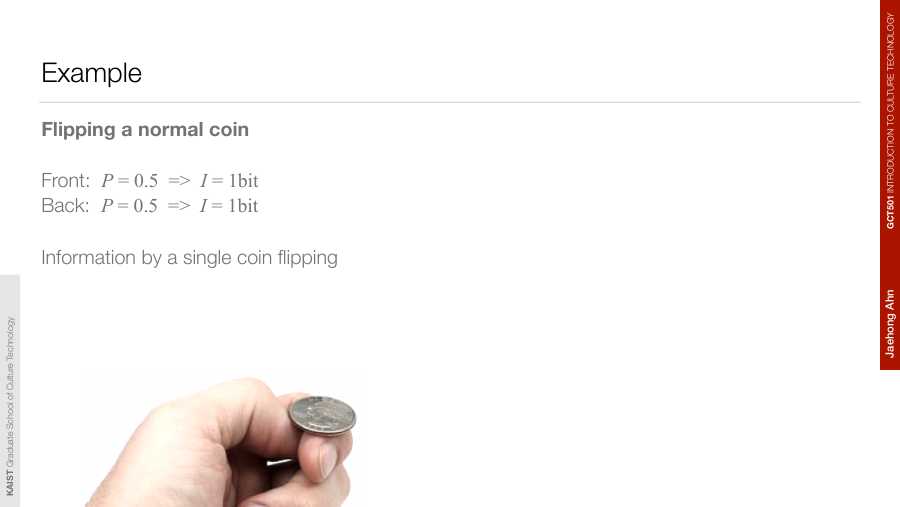 Example
Flipping a normal coin
Front: P = 0.5 => I = 1bit
Back: P = 0.5 => I = 1bit
Information by a single coin flipping
KAIST Graduate School of Culture Technology
GCT501 INTRODUCTION TO CULTURE TECHNOLOGY
Jaehong Ahn